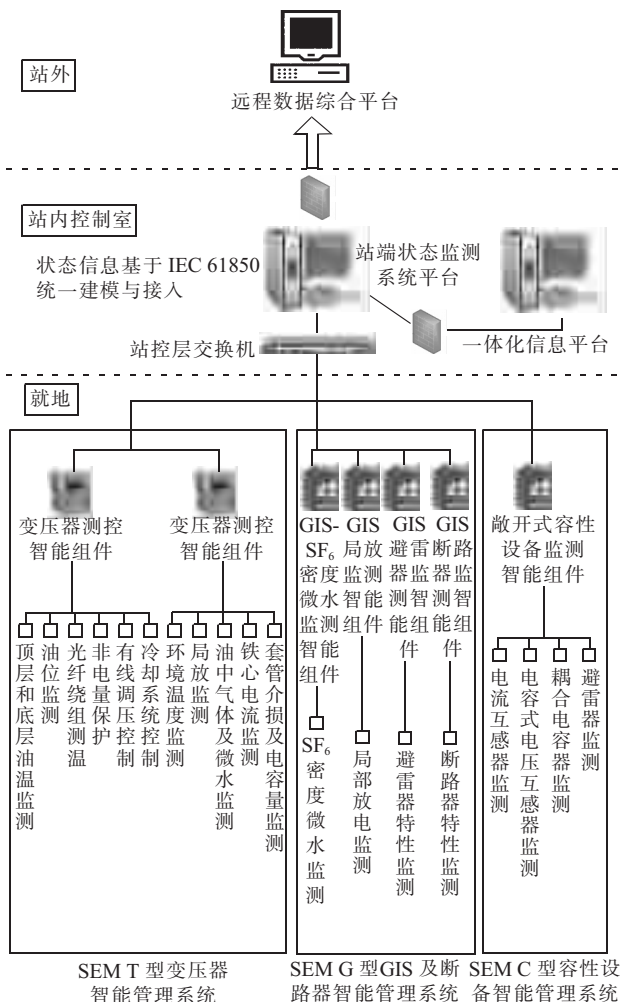 站外
远程数据综合平台
站内控制室
状态信息基于 IEC 61850
统一建模与接入
站端状态监测
系统平台
站控层交换机
一体化信息平台
就地
变压器测控
智能组件
变压器测控
智能组件
GIS-
SF₆
密度
微水
监测
智能
组件
GIS
局放
监测
智能
组件
GIS
避雷
器监
测智
能组
件
GIS
断路
器监
测智
能组
件
敞开式容性
设备监测
智能组件
顶层和底层油温监测
油位监测
光纤绕组测温
非电量保护
有线调压控制
冷却系统控制
环境温度监测
局放监测
油中气体及微水监测
铁心电流监测
套管介损及电容量监测
SF₆
密度微水监测
局部放电监测
避雷器特性监测
断路器特性监测
电流互感器监测
电容式电压互感器监测
耦合电容器监测
避雷器监测
SEM T 型变压器
智能管理系统
SEM G 型GIS 及断
路器智能管理系统
SEM C 型容性设
备智能管理系统